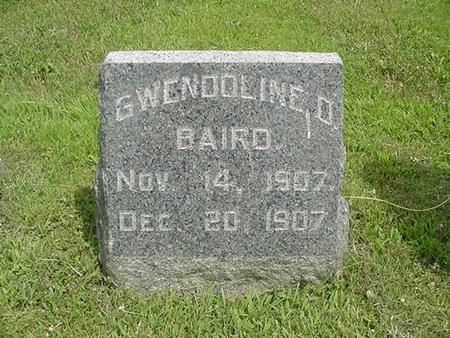 GWENDOLINE, D.
BAIRD.
NOV. 14, 1907.
DEC. 20, 1907.